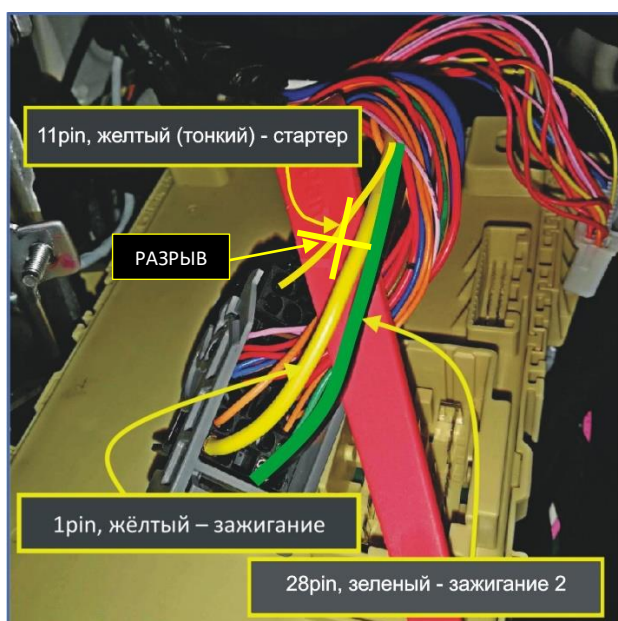 11pin, желтый (тонкий) - стартер
РАЗРЫВ
1pin, жёлтый – зажигание
28pin, зеленый - зажигание 2